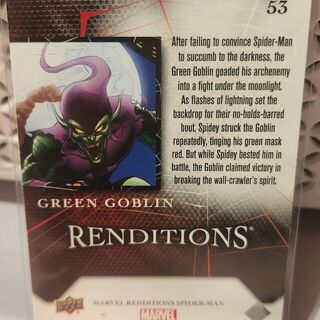 53
After failing to convince Spider-Man
to succumb to the darkness, the
Green Goblin goaded his archenemy
into a fight under the moonlight.
As flashes of lightning set the
backdrop for their no-holds-barred
bout, Spidey struck the Goblin
repeatedly, tinging his green mask
red. But while Spidey bested him in
battle, the Goblin claimed victory in
breaking the wall-crawler's spirit.
GREEN GOBLIN
RENDITIONS®
UPPER DECK
MARVEL RENDITIONS SPIDER-MAN
MARVEL